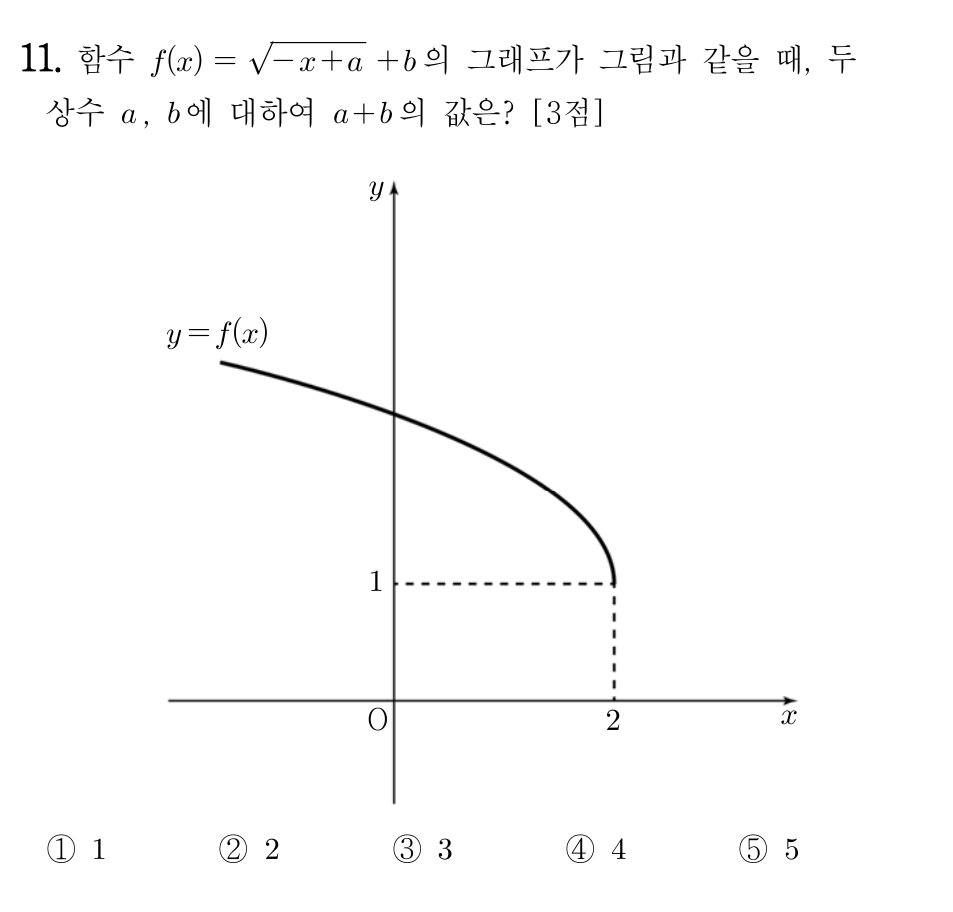 11. 함수 f(x) = √(-x+a) + b의 그래프가 그림과 같을 때, 두
상수 a, b에 대하여 a+b의 값은? [3점]
y
y = f(x)
1
O
2
x
① 1 ② 2 ③ 3 ④ 4 ⑤ 5